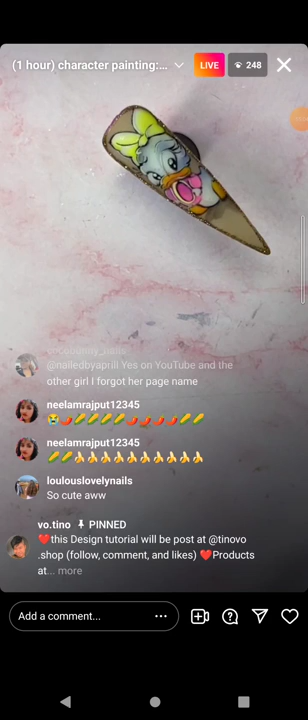 (1 hour) character painting:...
LIVE
248
@nailedbyaprill Yes on YouTube and the
other girl I forgot her page name
neelamrajput12345
😭🌶️🌽🌽🌽🌽🌶️🌶️🌶️🌶️🌽🌽
neelamrajput12345
🌽🌽🍌🍌🍌🍌🍌🍌🍌🍌🍌🍌
loulouslovelynails
So cute aww
vo.tino 📌 PINNED
❤️this Design tutorial will be post at @tinovo
.shop (follow, comment, and likes) ❤️Products
at... more
Add a comment...